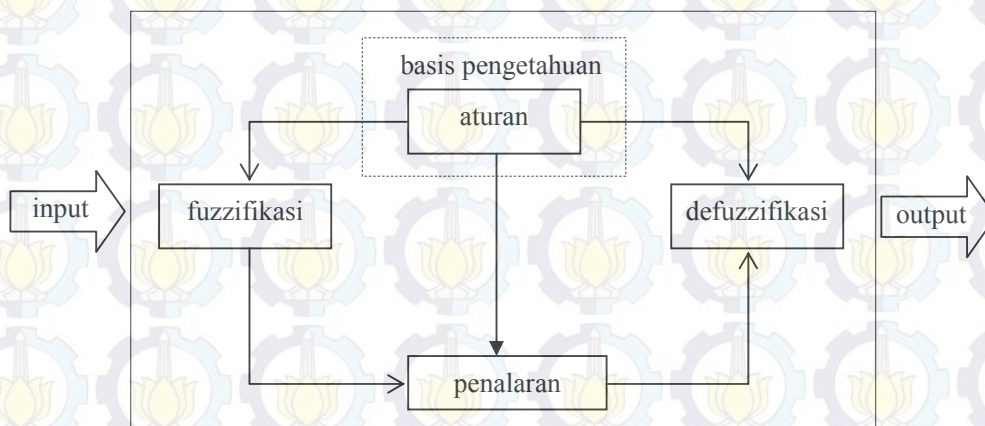 basis pengetahuan
aturan
input
fuzzifikasi
defuzzifikasi
output
penalaran